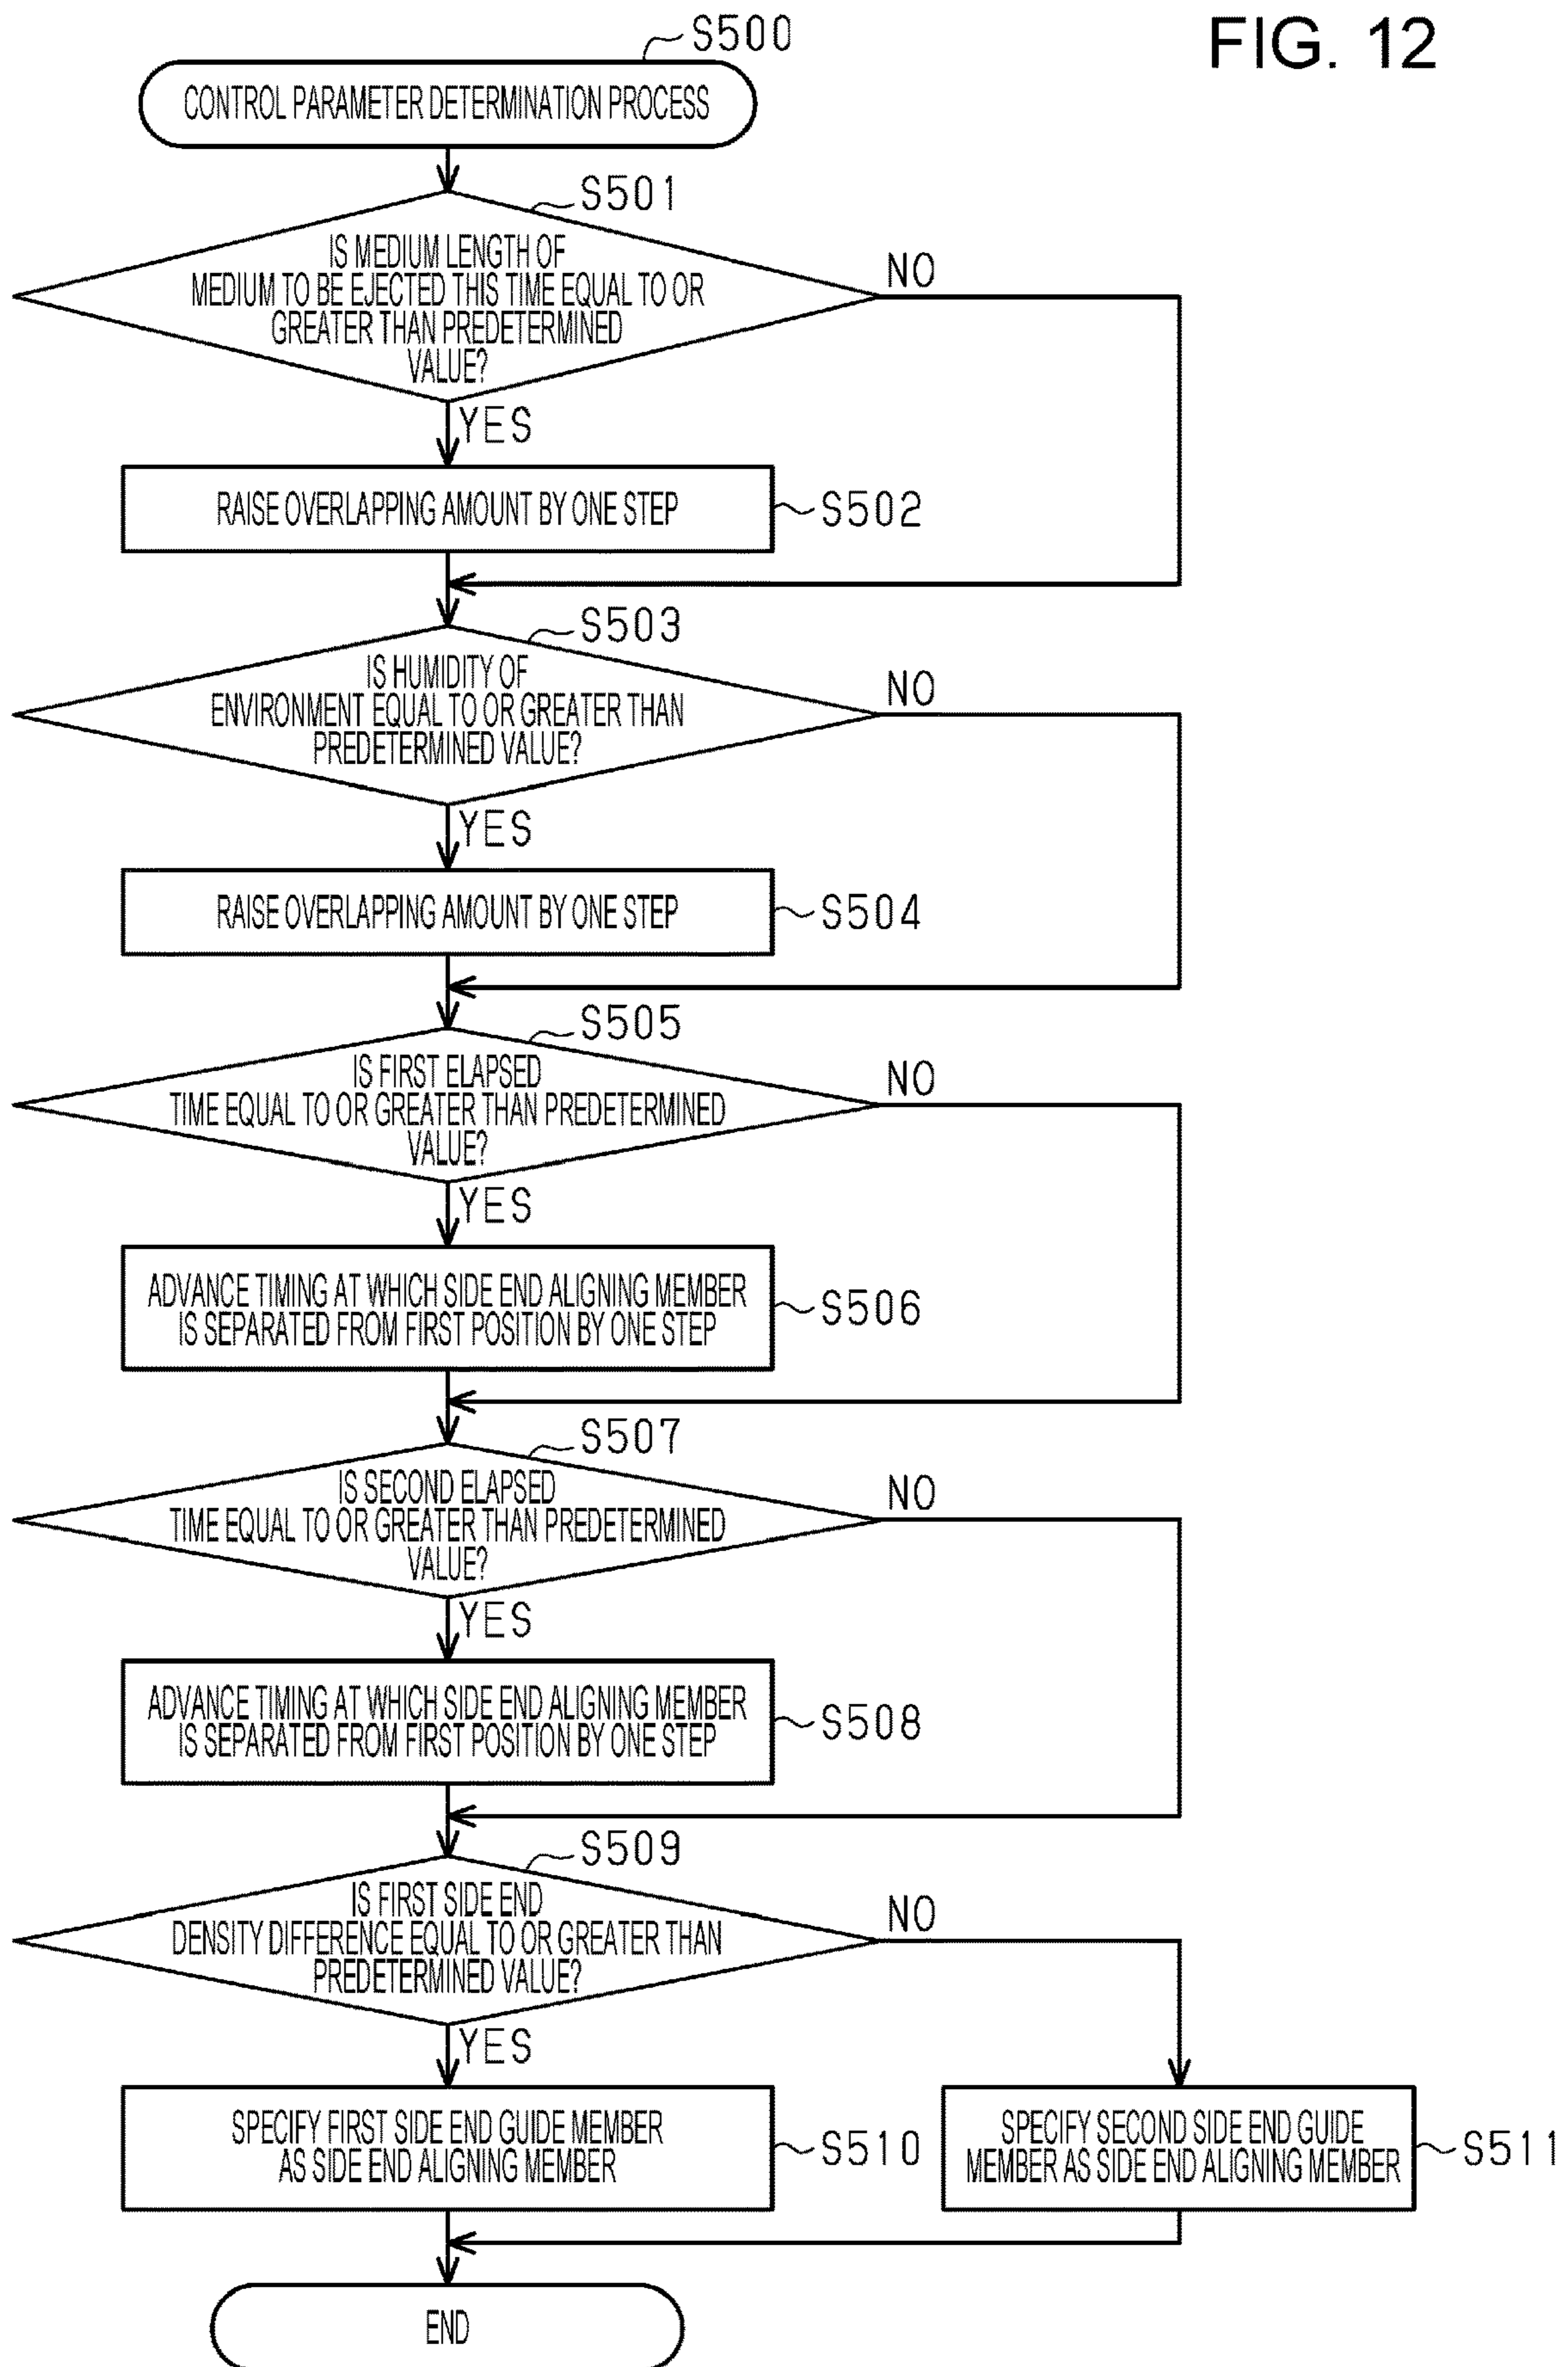 FIG. 12
S500
CONTROL PARAMETER DETERMINATION PROCESS
S501
IS MEDIUM LENGTH OF
MEDIUM TO BE EJECTED THIS TIME EQUAL TO OR
GREATER THAN PREDETERMINED
VALUE?
NO
YES
RAISE OVERLAPPING AMOUNT BY ONE STEP
S502
S503
IS HUMIDITY OF
ENVIRONMENT EQUAL TO OR GREATER THAN
PREDETERMINED VALUE?
NO
YES
RAISE OVERLAPPING AMOUNT BY ONE STEP
S504
S505
IS FIRST ELAPSED
TIME EQUAL TO OR GREATER THAN PREDETERMINED
VALUE?
NO
YES
ADVANCE TIMING AT WHICH SIDE END ALIGNING MEMBER
IS SEPARATED FROM FIRST POSITION BY ONE STEP
S506
S507
IS SECOND ELAPSED
TIME EQUAL TO OR GREATER THAN PREDETERMINED
VALUE?
NO
YES
ADVANCE TIMING AT WHICH SIDE END ALIGNING MEMBER
IS SEPARATED FROM FIRST POSITION BY ONE STEP
S508
S509
IS FIRST SIDE END
DENSITY DIFFERENCE EQUAL TO OR GREATER THAN
PREDETERMINED VALUE?
NO
YES
SPECIFY FIRST SIDE END GUIDE MEMBER
AS SIDE END ALIGNING MEMBER
S510
SPECIFY SECOND SIDE END GUIDE
MEMBER AS SIDE END ALIGNING MEMBER
S511
END